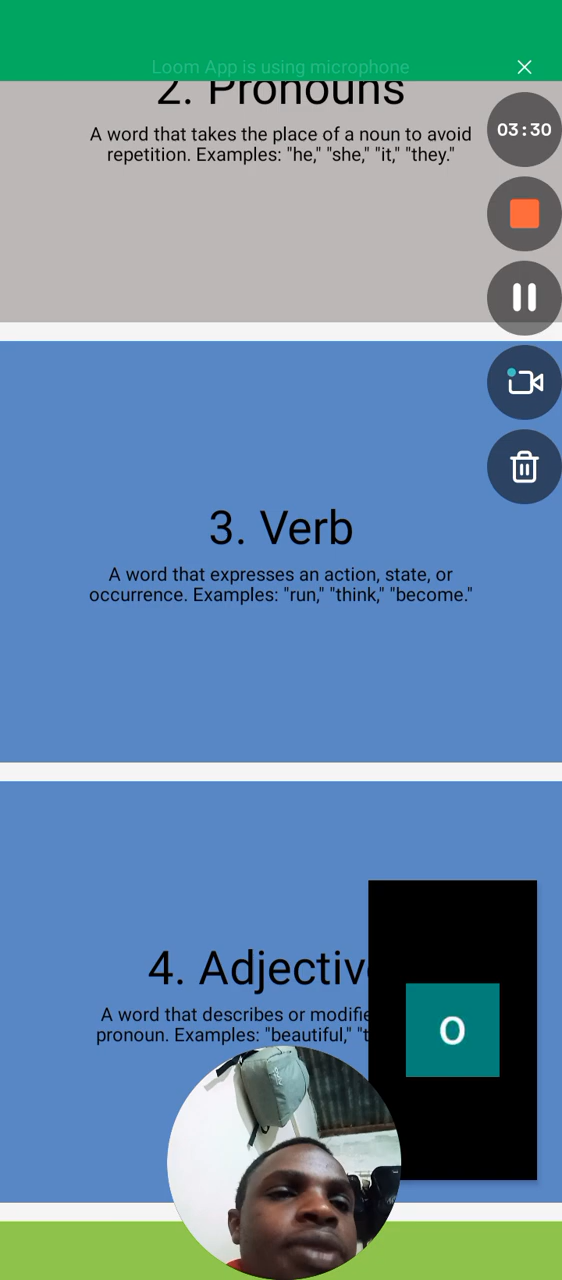 Loom App is using microphone
2. Pronouns
03:30
A word that takes the place of a noun to avoid
repetition. Examples: "he," "she," "it," "they."
3. Verb
A word that expresses an action, state, or
occurrence. Examples: "run," "think," "become."
4. Adjectiv
A word that describes or modifie
pronoun. Examples: "beautiful," "t
O